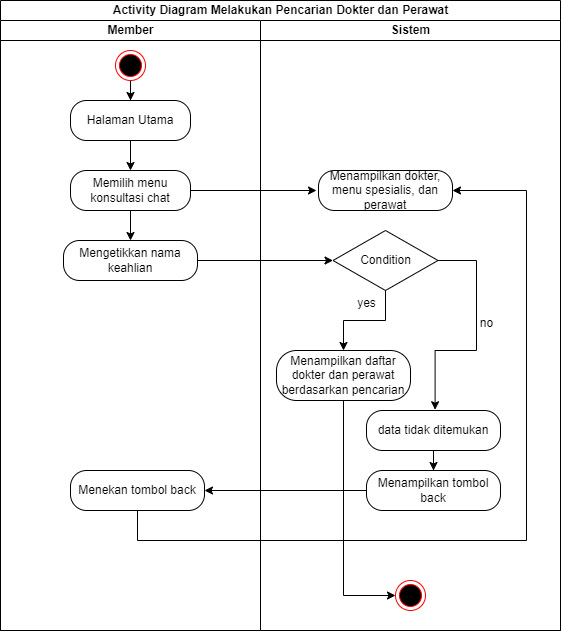 Activity Diagram Melakukan Pencarian Dokter dan Perawat
Member
Sistem
Halaman Utama
Memilih menu
konsultasi chat
Menampilkan dokter,
menu spesialis, dan
perawat
Mengetikkan nama
keahlian
Condition
yes
no
Menampilkan daftar
dokter dan perawat
berdasarkan pencarian
data tidak ditemukan
Menekan tombol back
Menampilkan tombol
back